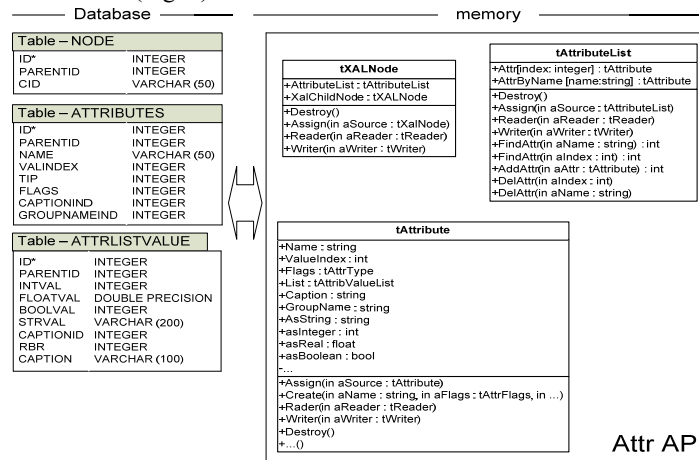 Database
memory
Table – NODE
ID* INTEGER
PARENTID INTEGER
CID VARCHAR (50)
Table – ATTRIBUTES
ID* INTEGER
PARENTID INTEGER
NAME VARCHAR (50)
VALINDEX INTEGER
TIP INTEGER
FLAGS INTEGER
CAPTIONIND INTEGER
GROUPNAMEIND INTEGER
Table – ATTRLISTVALUE
ID* INTEGER
PARENTID INTEGER
INTVAL INTEGER
FLOATVAL DOUBLE PRECISION
BOOLVAL INTEGER
STRVAL VARCHAR (200)
CAPTIONID INTEGER
RBR INTEGER
CAPTION VARCHAR (100)
tXALNode
+AttributeList : tAttributeList
+XalChildNode : tXALNode
+Destroy()
+Assign(in aSource : tXalNode)
+Reader(in aReader : tReader)
+Writer(in aWriter : tWriter)
tAttributeList
+Attr[index: integer] : tAttribute
+AttrByName [name:string] : tAttribute
+Destroy()
+Assign(in aSource : tAttributeList)
+Reader(in aReader : tReader)
+Writer(in aWriter : tWriter)
+FindAttr(in aName : string) : int
+FindAttr(in aIndex : int) : int
+AddAttr(in aAttr : tAttribute) : int
+DelAttr(in aIndex : int)
+DelAttr(in aName : string)
tAttribute
+Name : string
+ValueIndex : int
+Flags : tAttrType
+List : tAttribValueList
+Caption : string
+GroupName : string
+AsString : string
+asInteger : int
+asReal : float
+asBoolean : bool
-...
+Assign(in aSource : tAttribute)
+Create(in aName : string, in aFlags : tAttrFlags, in ...)
+Rader(in aReader : tReader)
+Writer(in aWriter : tWriter)
+Destroy()
+...()
Attr AP